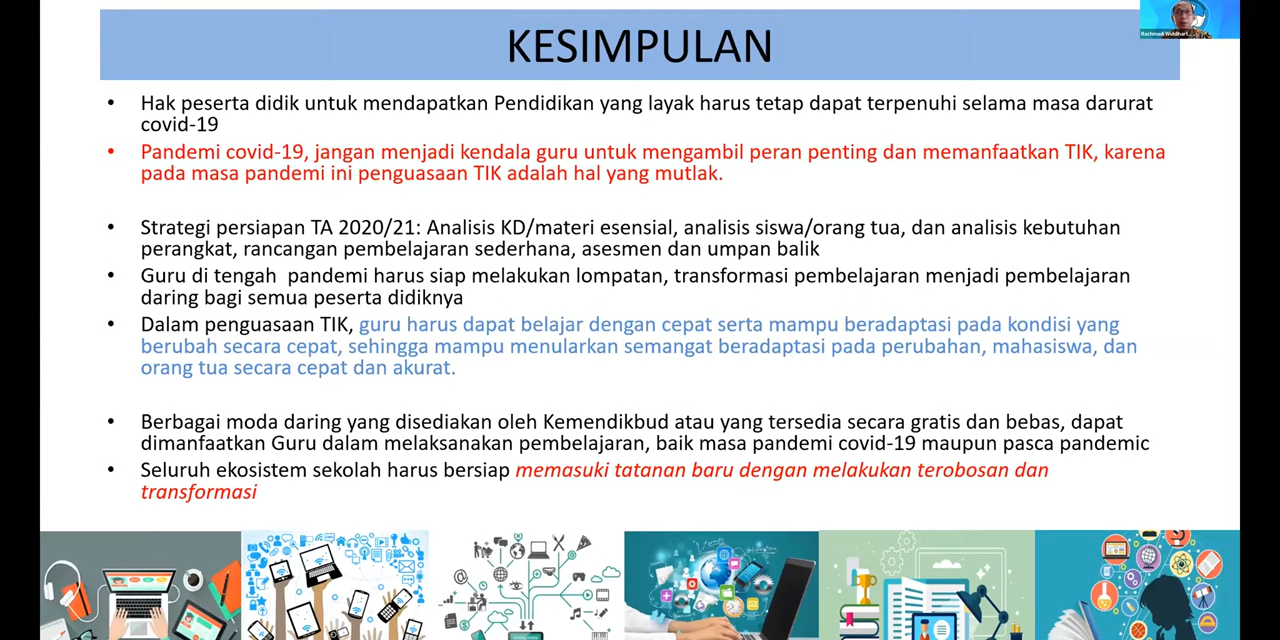 KESIMPULAN
Rachmadi Widdihart...
• Hak peserta didik untuk mendapatkan Pendidikan yang layak harus tetap dapat terpenuhi selama masa darurat
covid-19
• Pandemi covid-19, jangan menjadi kendala guru untuk mengambil peran penting dan memanfaatkan TIK, karena
pada masa pandemi ini penguasaan TIK adalah hal yang mutlak.
• Strategi persiapan TA 2020/21: Analisis KD/materi esensial, analisis siswa/orang tua, dan analisis kebutuhan
perangkat, rancangan pembelajaran sederhana, asesmen dan umpan balik
• Guru di tengah pandemi harus siap melakukan lompatan, transformasi pembelajaran menjadi pembelajaran
daring bagi semua peserta didiknya
• Dalam penguasaan TIK, guru harus dapat belajar dengan cepat serta mampu beradaptasi pada kondisi yang
berubah secara cepat, sehingga mampu menularkan semangat beradaptasi pada perubahan, mahasiswa, dan
orang tua secara cepat dan akurat.
• Berbagai moda daring yang disediakan oleh Kemendikbud atau yang tersedia secara gratis dan bebas, dapat
dimanfaatkan Guru dalam melaksanakan pembelajaran, baik masa pandemi covid-19 maupun pasca pandemic
• Seluruh ekosistem sekolah harus bersiap memasuki tatanan baru dengan melakukan terobosan dan
transformasi